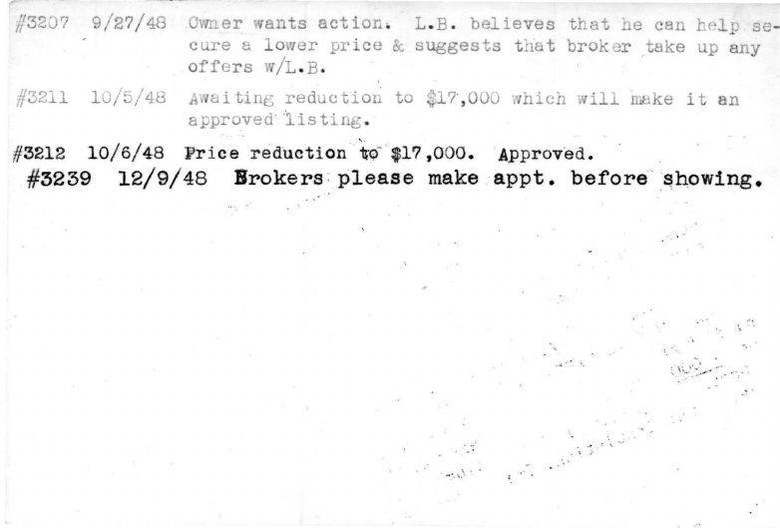 #3207 9/27/48 Owner wants action. L.B. believes that he can help se-
cure a lower price & suggests that broker take up any
offers w/L.B.
#3211 10/5/48 Awaiting reduction to $17,000 which will make it an
approved listing.
#3212 10/6/48 Price reduction to $17,000. Approved.
#3239 12/9/48 Brokers please make appt. before showing.